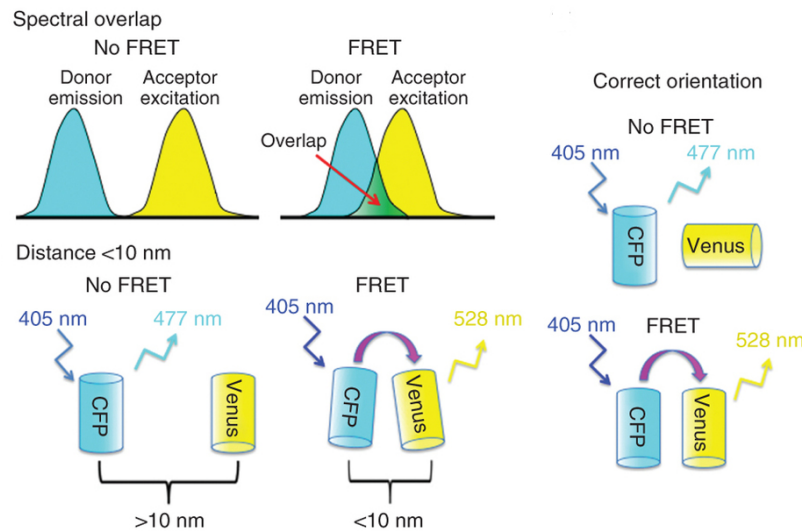 Spectral overlap
No FRET
Donor emission
Acceptor excitation
FRET
Donor emission
Acceptor excitation
Overlap
Distance <10 nm
No FRET
405 nm
477 nm
CFP
Venus
>10 nm
FRET
405 nm
528 nm
CFP
Venus
<10 nm
Correct orientation
No FRET
405 nm
477 nm
CFP
Venus
FRET
405 nm
528 nm
CFP
Venus